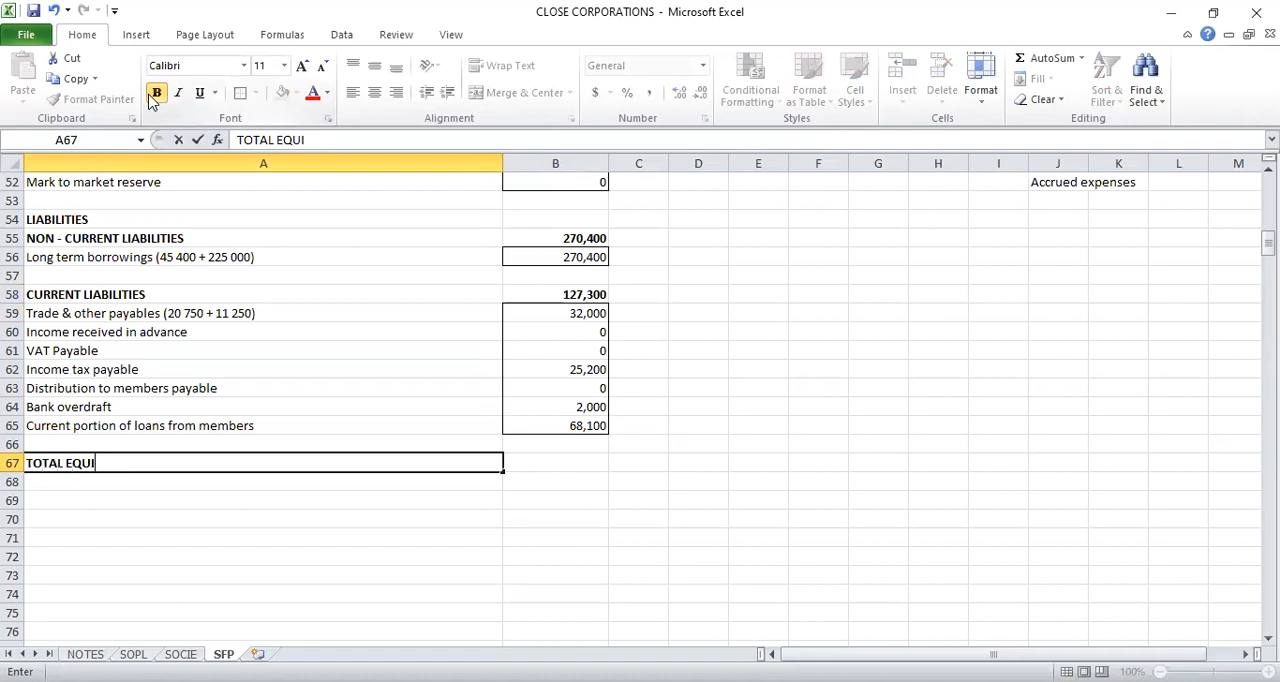 CLOSE CORPORATIONS - Microsoft Excel
File Home Insert Page Layout Formulas Data Review View
Paste
Cut
Copy
Format Painter
Clipboard
Calibri 11
B I U
Font
Wrap Text
Merge & Center
Alignment
General
$ % ,
Number
Conditional Formatting
Format as Table
Cell Styles
Styles
Insert Delete Format
Cells
Σ AutoSum
Fill
Clear
Sort & Filter
Find & Select
Editing
A67 fx TOTAL EQUI
A B C D E F G H I J K L M
52 Mark to market reserve 0 Accrued expenses
53
54 LIABILITIES
55 NON - CURRENT LIABILITIES 270,400
56 Long term borrowings (45 400 + 225 000) 270,400
57
58 CURRENT LIABILITIES 127,300
59 Trade & other payables (20 750 + 11 250) 32,000
60 Income received in advance 0
61 VAT Payable 0
62 Income tax payable 25,200
63 Distribution to members payable 0
64 Bank overdraft 2,000
65 Current portion of loans from members 68,100
66
67 TOTAL EQUI
68
69
70
71
72
73
74
75
76
NOTES SOPL SOCIE SFP
Enter 100%